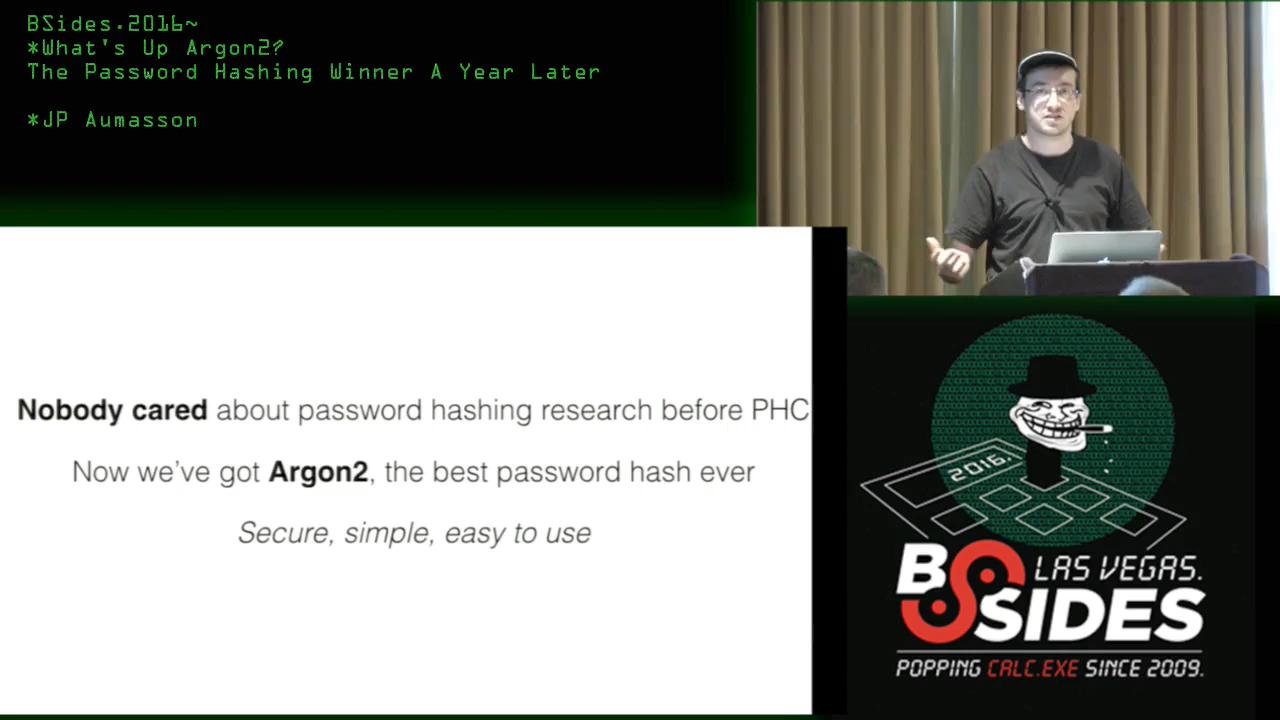 BSides.2016~
*What's Up Argon2?
The Password Hashing Winner A Year Later
*JP Aumasson
Nobody cared about password hashing research before PHC
Now we've got Argon2, the best password hash ever
Secure, simple, easy to use
2016.
BSIDES
LAS VEGAS.
POPPING CALC.EXE SINCE 2009.